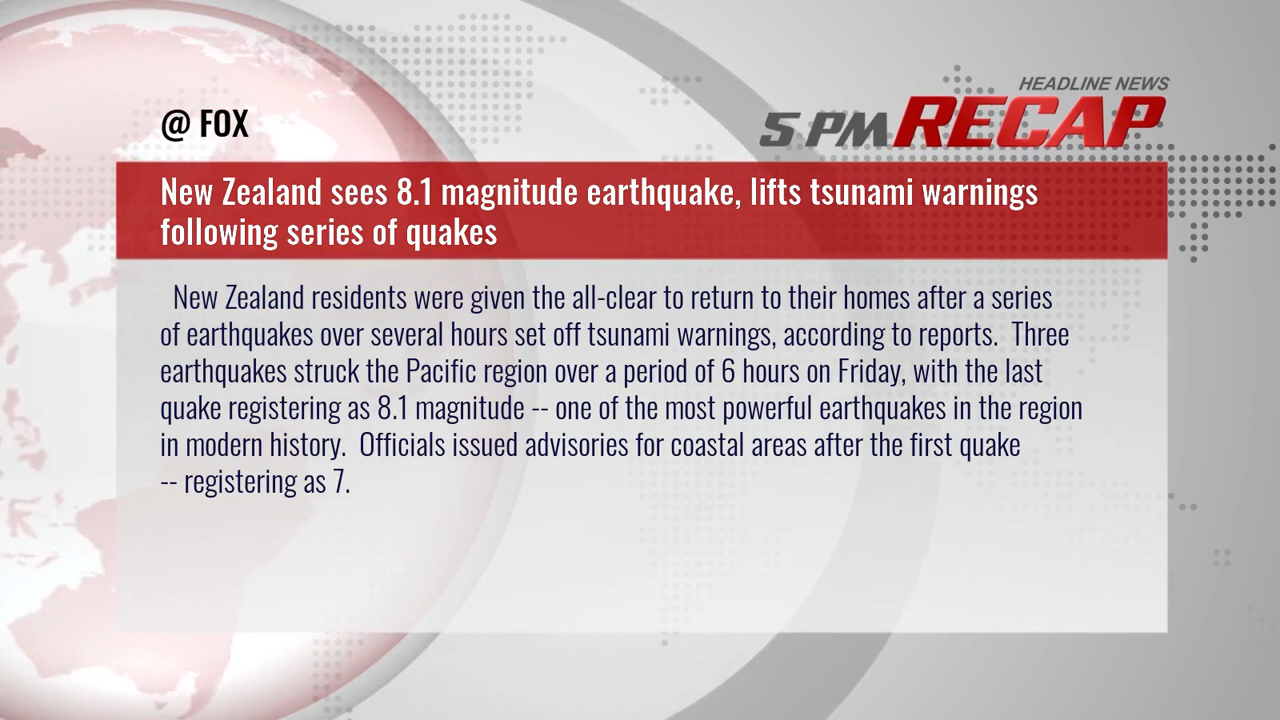 HEADLINE NEWS
@ FOX
5 PM RECAP
New Zealand sees 8.1 magnitude earthquake, lifts tsunami warnings
following series of quakes
New Zealand residents were given the all-clear to return to their homes after a series
of earthquakes over several hours set off tsunami warnings, according to reports.  Three
earthquakes struck the Pacific region over a period of 6 hours on Friday, with the last
quake registering as 8.1 magnitude -- one of the most powerful earthquakes in the region
in modern history.  Officials issued advisories for coastal areas after the first quake
-- registering as 7.